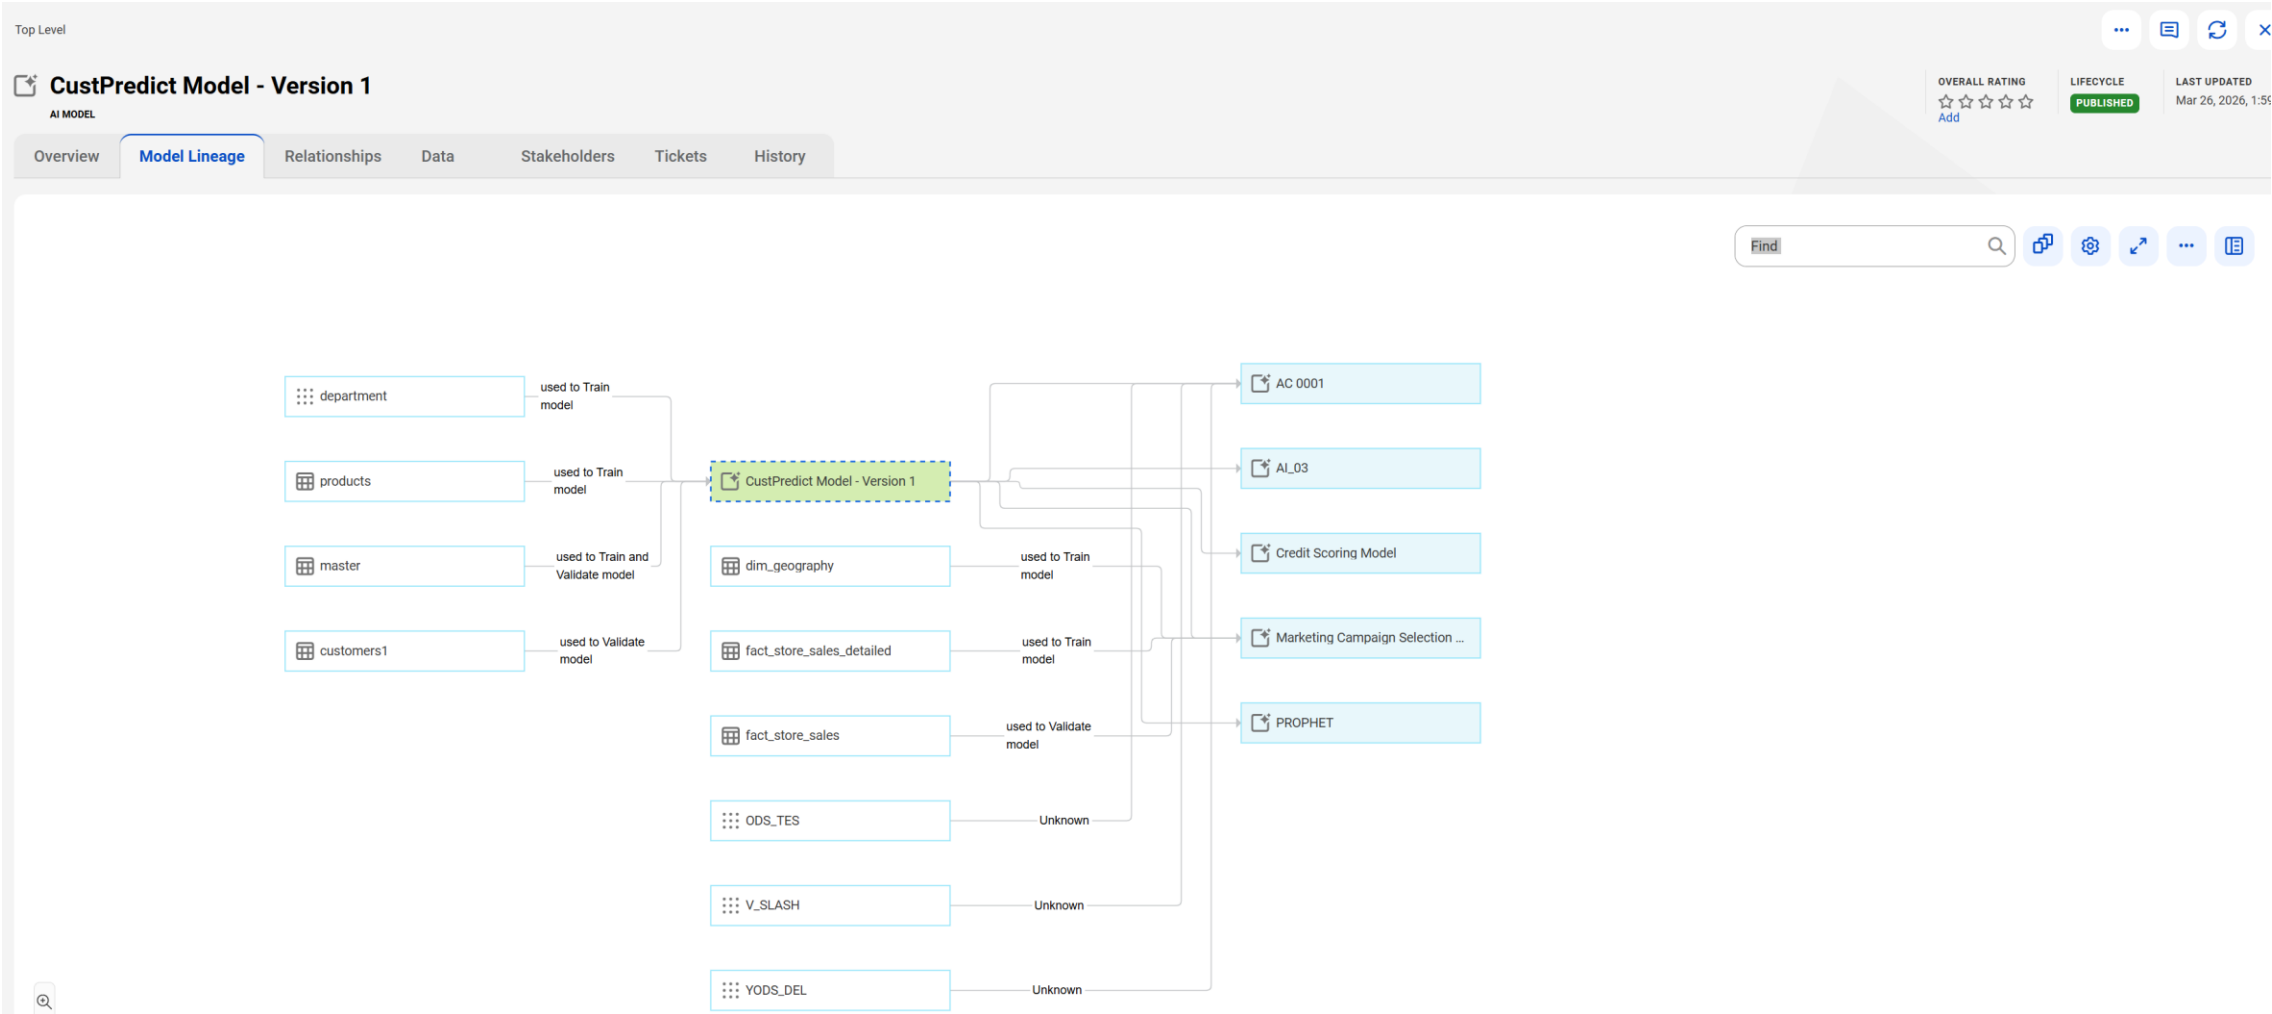 Top Level
CustPredict Model - Version 1
AI MODEL
OVERALL RATING
Add
LIFECYCLE
PUBLISHED
LAST UPDATED
Mar 26, 2026, 1:59
Overview Model Lineage Relationships Data Stakeholders Tickets History
Find
department
used to Train
model
products
used to Train
model
master
used to Train and
Validate model
customers1
used to Validate
model
CustPredict Model - Version 1
dim_geography
used to Train
model
fact_store_sales_detailed
used to Train
model
fact_store_sales
used to Validate
model
ODS_TES
Unknown
V_SLASH
Unknown
YODS_DEL
Unknown
AC 0001
AI_03
Credit Scoring Model
Marketing Campaign Selection ...
PROPHET